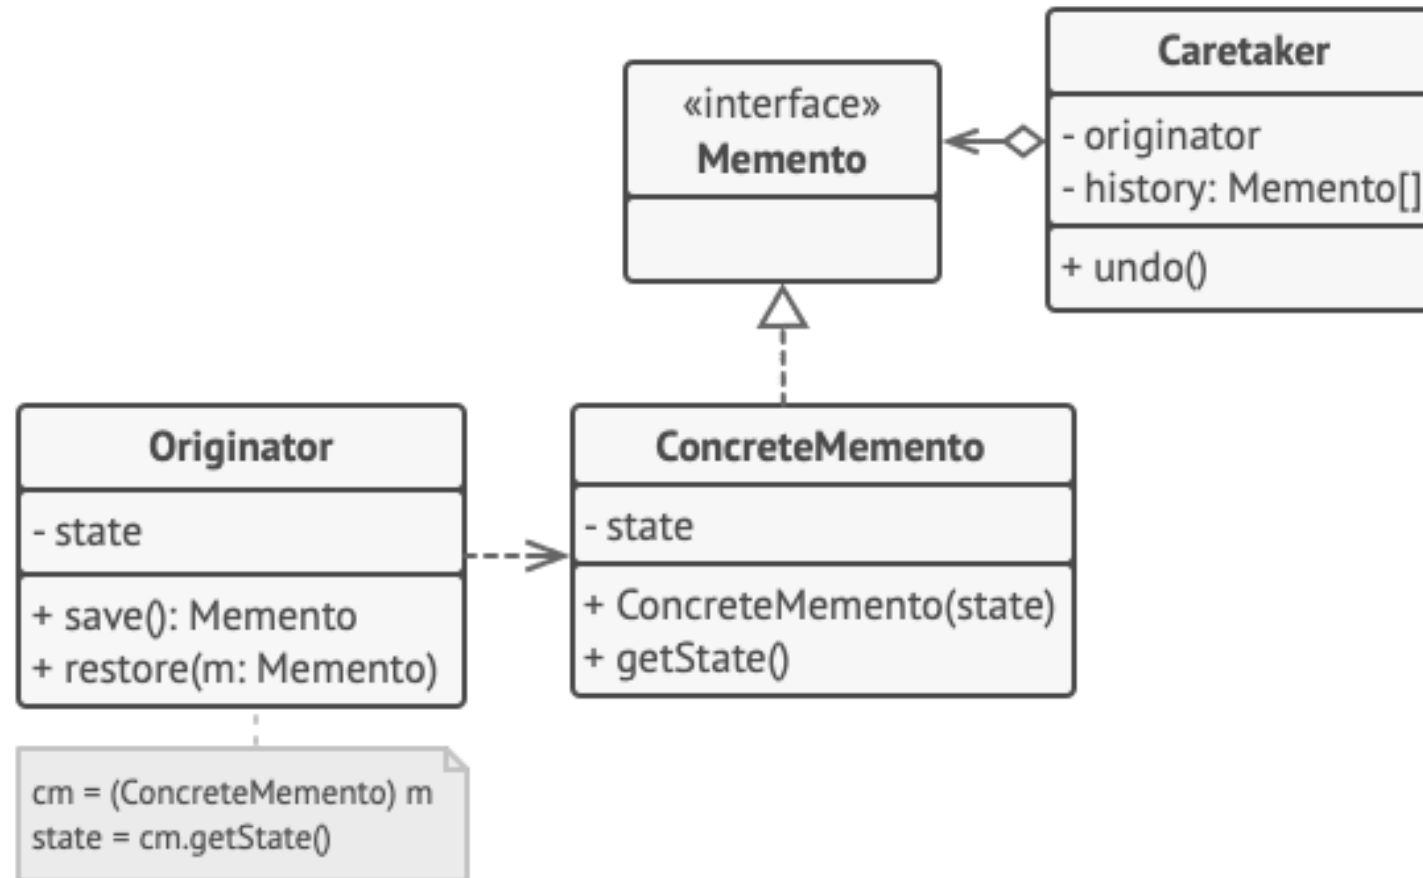 Caretaker
- originator
- history: Memento[]
+ undo()
«interface»
Memento
Originator
- state
+ save(): Memento
+ restore(m: Memento)
ConcreteMemento
- state
+ ConcreteMemento(state)
+ getState()
cm = (ConcreteMemento) m
state = cm.getState()